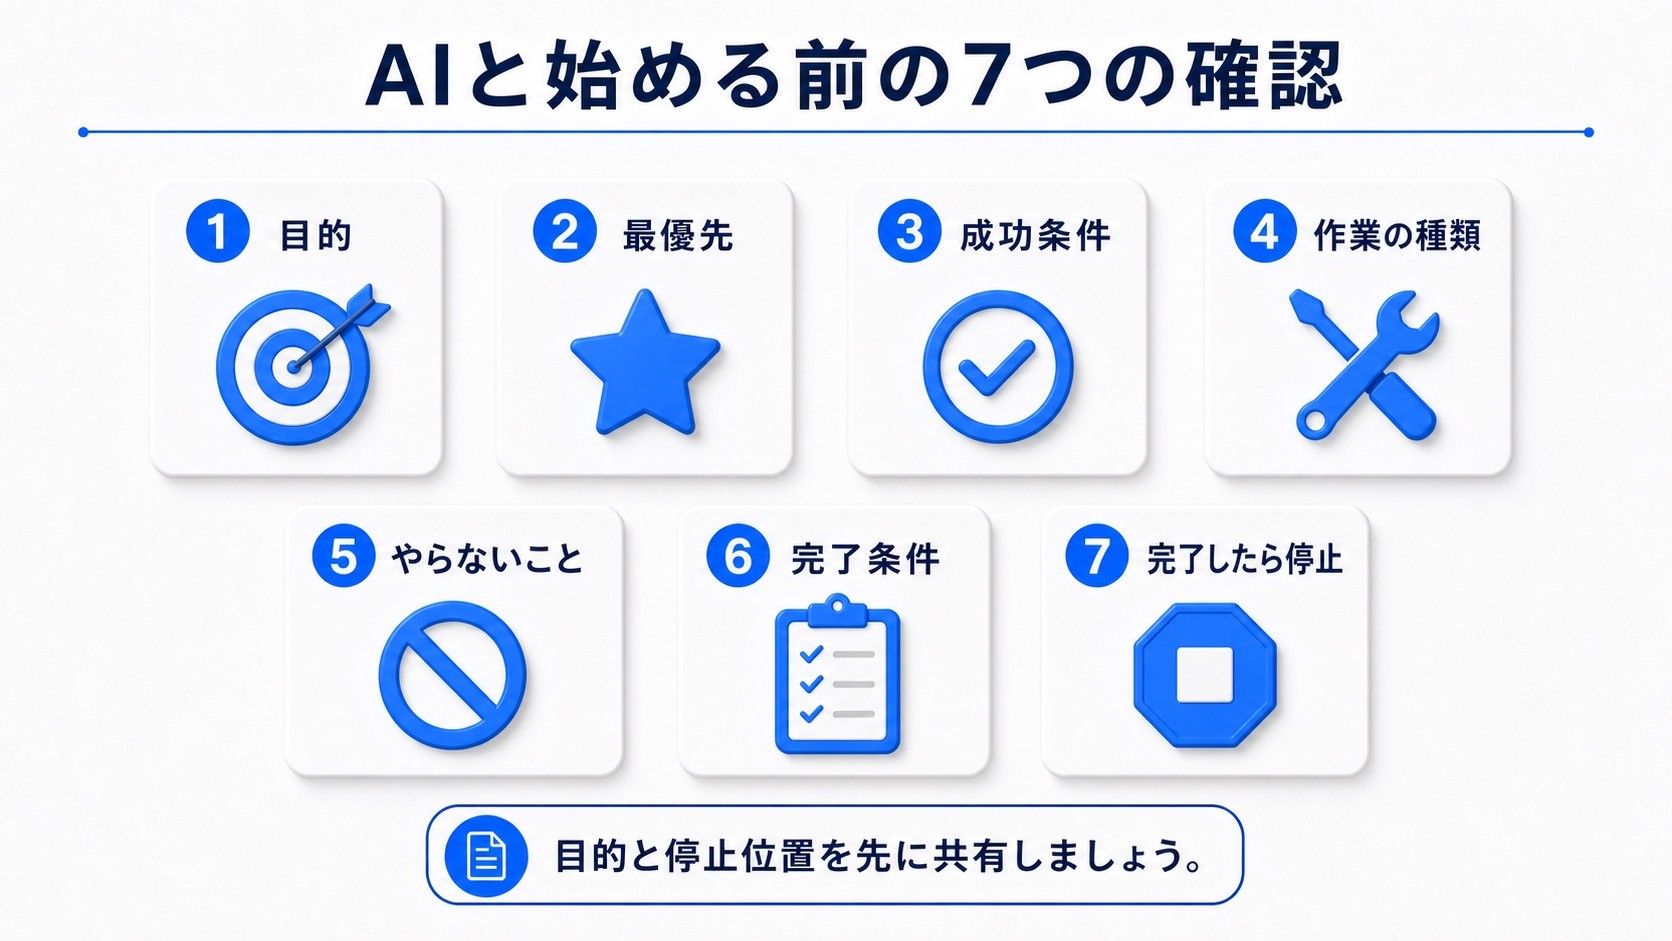 AIと始める前の7つの確認
1 目的
2 最優先
3 成功条件
4 作業の種類
5 やらないこと
6 完了条件
7 完了したら停止
目的と停止位置を先に共有しましょう。